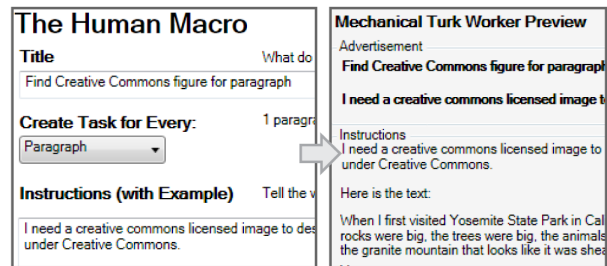 The Human Macro
Title
What do
Find Creative Commons figure for paragraph
Create Task for Every:
1 paragra
Paragraph
Instructions (with Example)
Tell the w
I need a creative commons licensed image to des
under Creative Commons.
Mechanical Turk Worker Preview
Advertisement
Find Creative Commons figure for paragraph
I need a creative commons licensed image t
Instructions
I need a creative commons licensed image to
under Creative Commons.
Here is the text:
When I first visited Yosemite State Park in Cal
rocks were big, the trees were big, the animals
the granite mountain that looks like it was shea